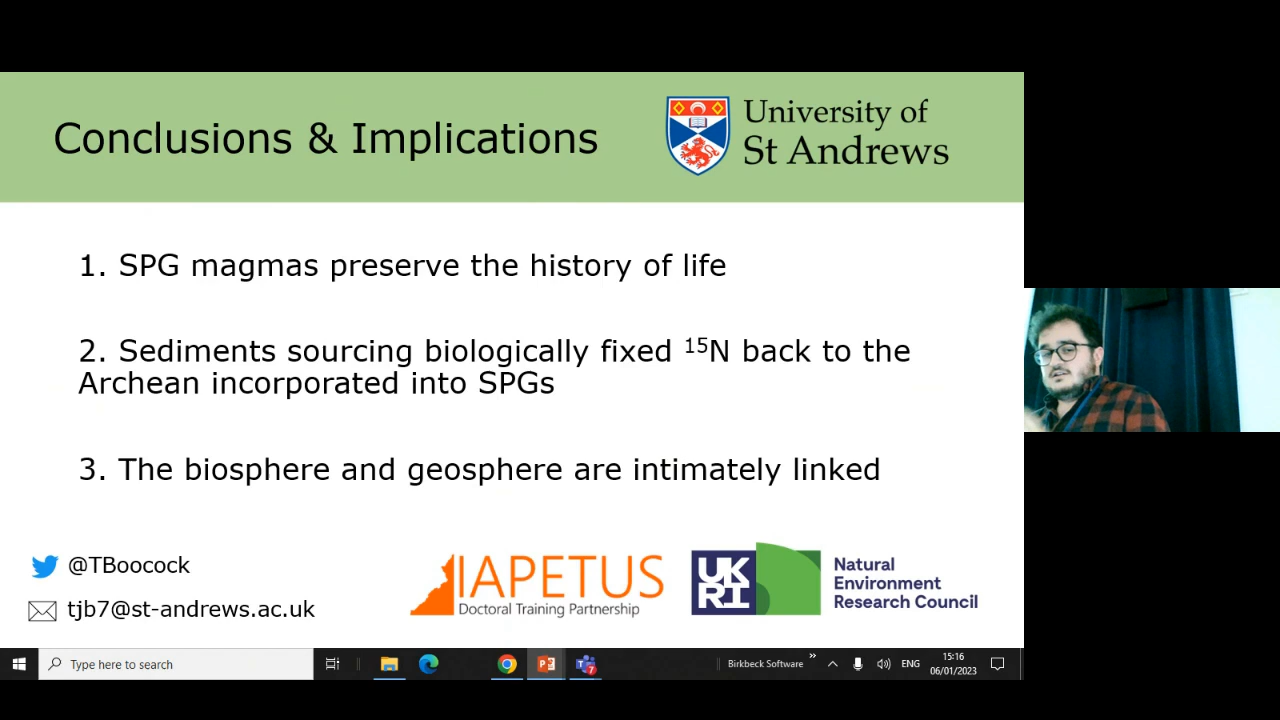 Conclusions & Implications
University of
St Andrews
1. SPG magmas preserve the history of life
2. Sediments sourcing biologically fixed ¹⁵N back to the
Archean incorporated into SPGs
3. The biosphere and geosphere are intimately linked
@TBoocock
tjb7@st-andrews.ac.uk
IAPETUS
Doctoral Training Partnership
UK
RI
Natural
Environment
Research Council
Type here to search
Birkbeck Software
ENG
15:16
06/01/2023